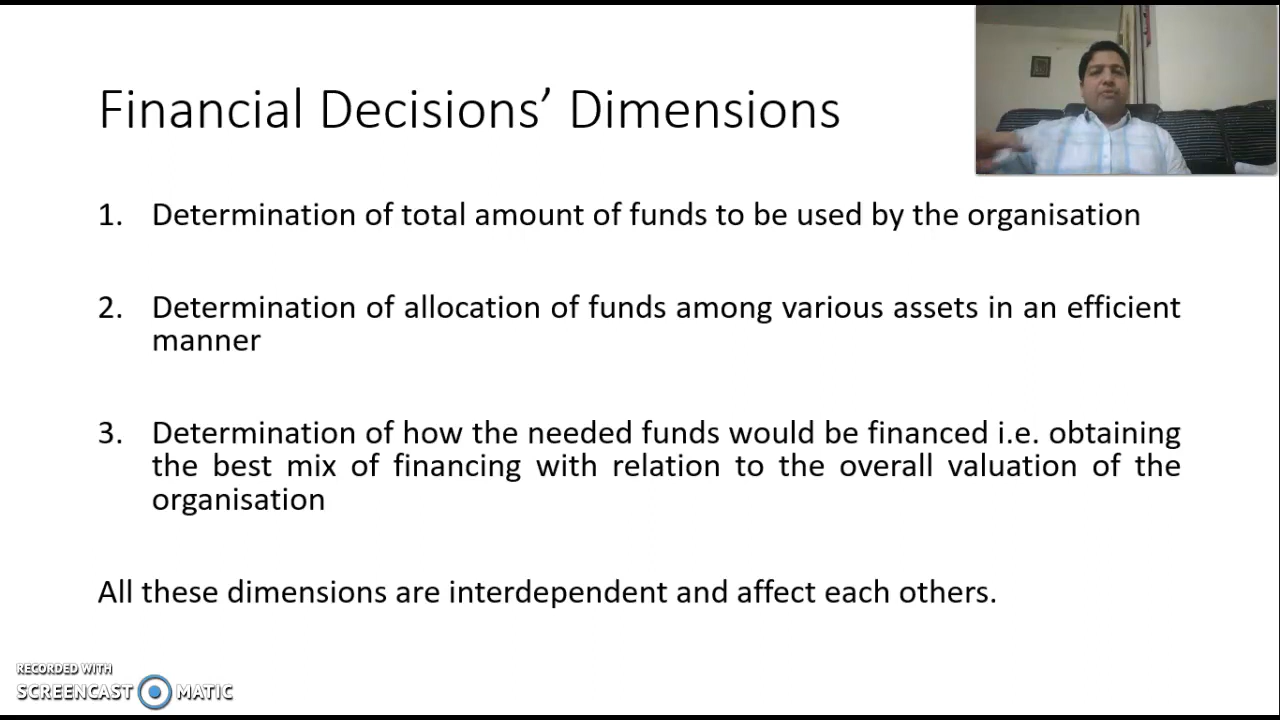 Financial Decisions’ Dimensions
1. Determination of total amount of funds to be used by the organisation
2. Determination of allocation of funds among various assets in an efficient
manner
3. Determination of how the needed funds would be financed i.e. obtaining
the best mix of financing with relation to the overall valuation of the
organisation
All these dimensions are interdependent and affect each others.
RECORDED WITH
SCREENCAST MATIC